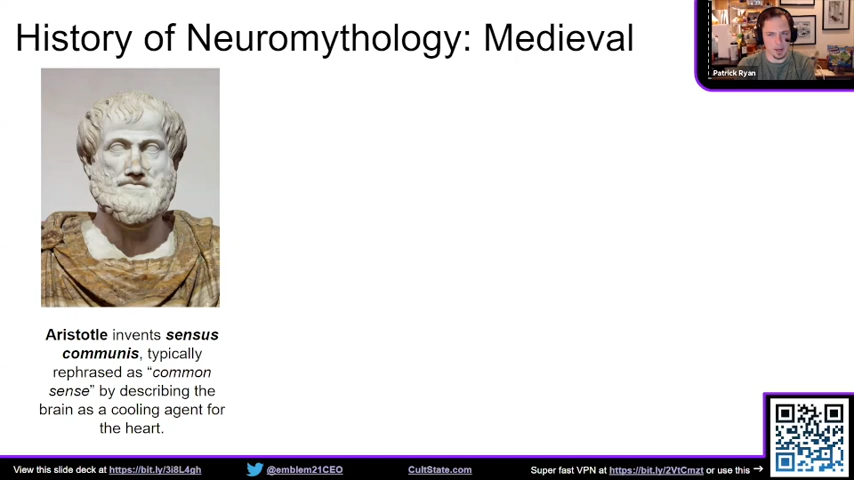 History of Neuromythology: Medieval
Patrick Ryan
Aristotle invents sensus
communis, typically
rephrased as “common
sense” by describing the
brain as a cooling agent for
the heart.
View this slide deck at https://bit.ly/3i8L4gh
@emblem21CEO
CultState.com
Super fast VPN at https://bit.ly/2VtCmzt or use this →